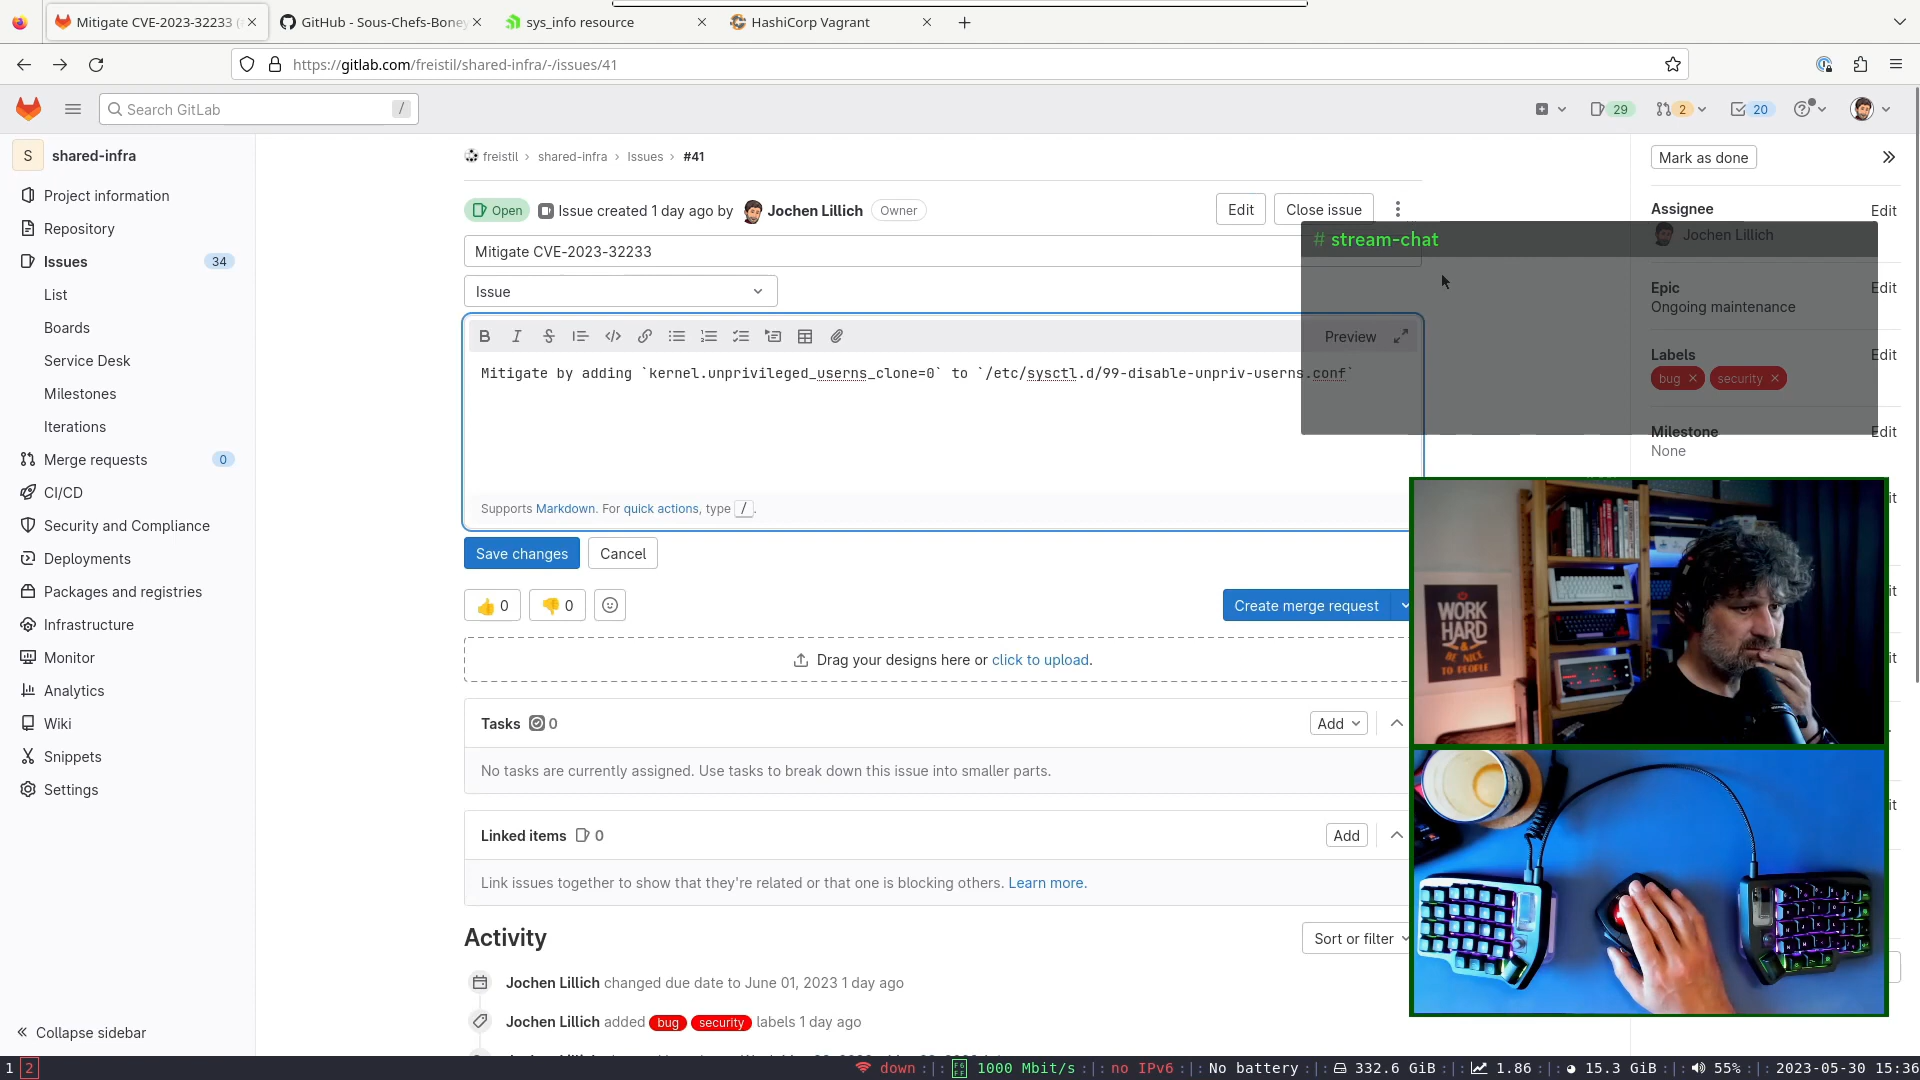 Mitigate CVE-2023-32233 (
GitHub - Sous-Chefs-Boney
sys_info resource
HashiCorp Vagrant
https://gitlab.com/freistil/shared-infra/-/issues/41
Search GitLab
/
29
2
20
S
shared-infra
freistil
shared-infra
Issues
#41
Mark as done
Project information
Repository
Issues
34
List
Boards
Service Desk
Milestones
Iterations
Merge requests
0
CI/CD
Security and Compliance
Deployments
Packages and registries
Infrastructure
Monitor
Analytics
Wiki
Snippets
Settings
Collapse sidebar
Open
Issue created 1 day ago by
Jochen Lillich
Owner
Edit
Close issue
Mitigate CVE-2023-32233
Issue
Preview
Mitigate by adding `kernel.unprivileged_userns_clone=0` to `/etc/sysctl.d/99-disable-unpriv-userns.conf`
Supports Markdown. For quick actions, type /.
Save changes
Cancel
👍 0
👎 0
Create merge request
Drag your designs here or click to upload.
Tasks
0
Add
No tasks are currently assigned. Use tasks to break down this issue into smaller parts.
Linked items
0
Add
Link issues together to show that they're related or that one is blocking others. Learn more.
Activity
Sort or filter
Jochen Lillich changed due date to June 01, 2023 1 day ago
Jochen Lillich added bug security labels 1 day ago
# stream-chat
Assignee
Edit
Jochen Lillich
Epic
Edit
Ongoing maintenance
Labels
Edit
bug
security
Milestone
Edit
None
WORK
HARD
& BE NICE
TO PEOPLE
1
2
down
1000 Mbit/s
no IPv6
No battery
332.6 GiB
1.86
15.3 GiB
55%
2023-05-30 15:36